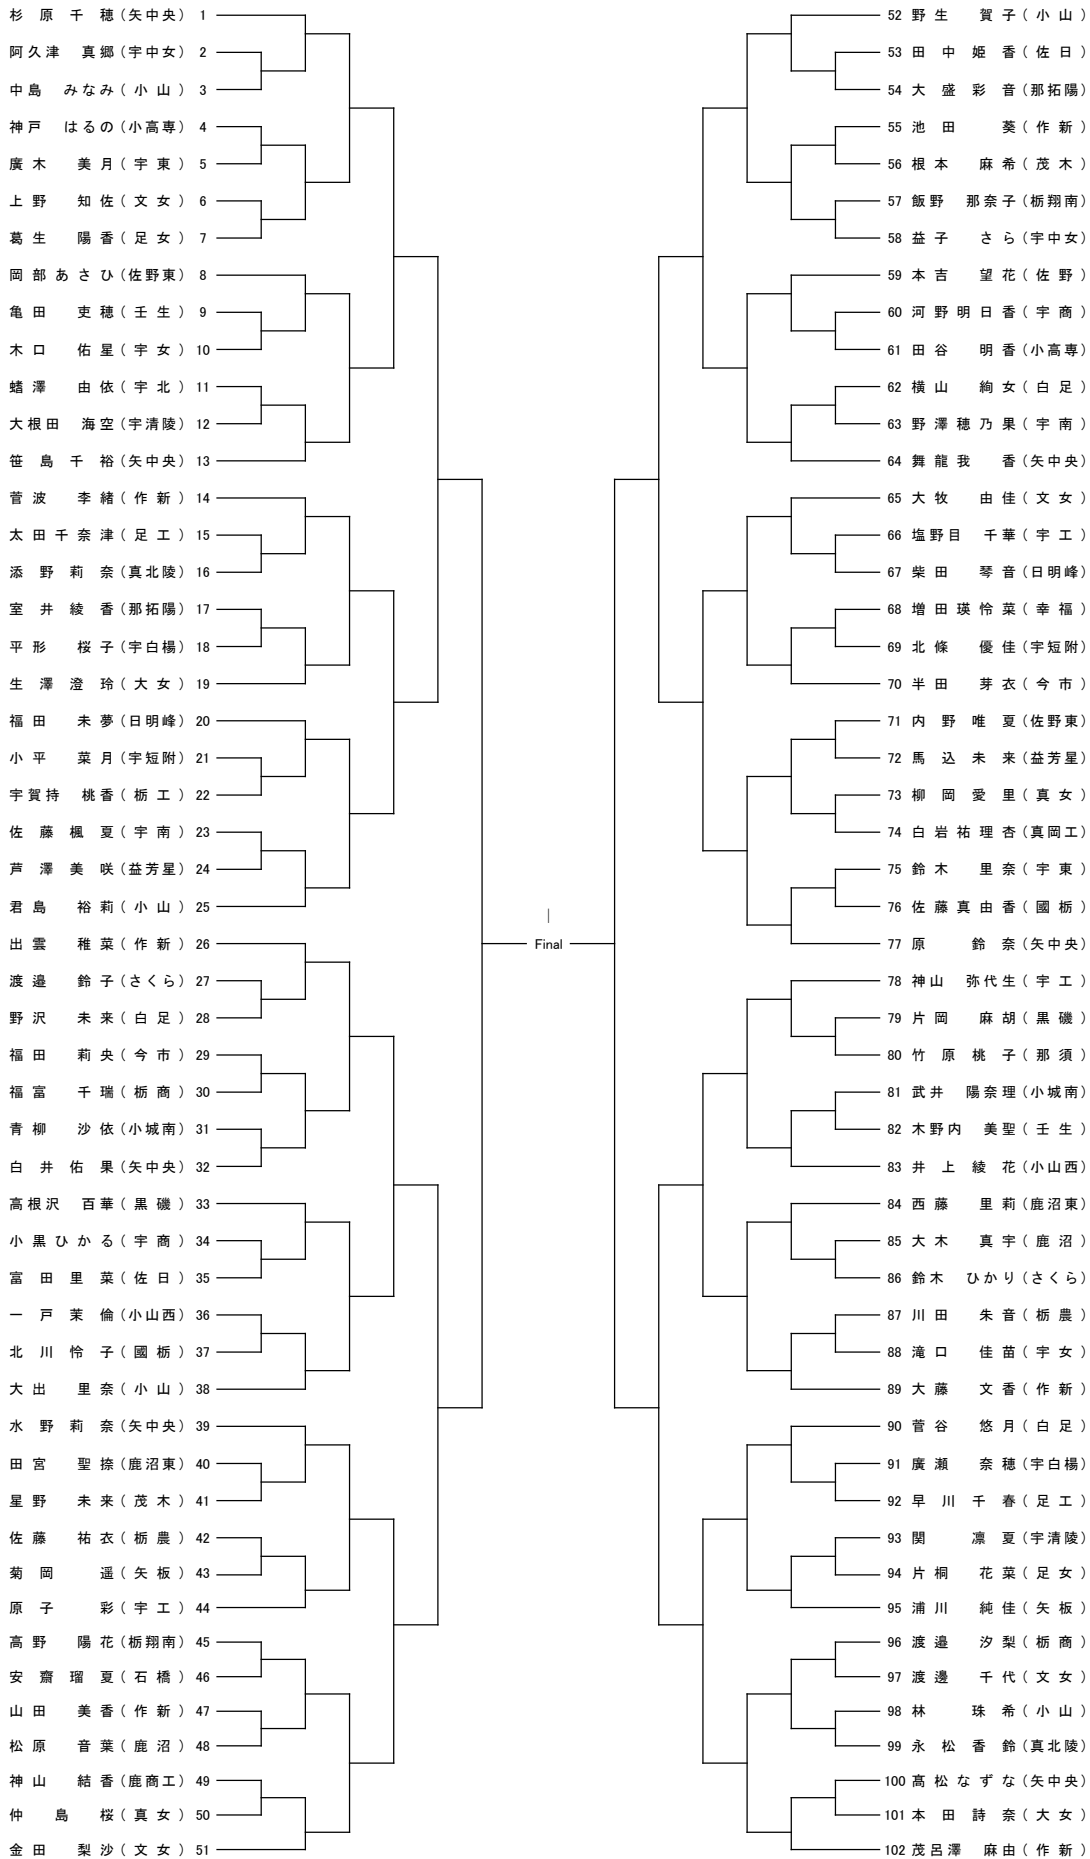 杉原千穂(矢中央) 1
阿久津 真郷(宇中女) 2
中島 みなみ(小山) 3
神戸 はるの(小高専) 4
廣木 美月(宇東) 5
上野 知佐(文女) 6
葛生 陽香(足女) 7
岡部あさひ(佐野東) 8
亀田 吏穂(壬生) 9
木口 佑星(宇女) 10
蟮澤 由依(宇北) 11
大根田 海空(宇清陵) 12
笹島千裕(矢中央) 13
菅波 李緒(作新) 14
太田千奈津(足工) 15
添野莉奈(真北陵) 16
室井綾香(那拓陽) 17
平形 桜子(宇白楊) 18
生澤澄玲(大女) 19
福田 未夢(日明峰) 20
小平 菜月(宇短附) 21
宇賀持 桃香(栃工) 22
佐藤楓夏(宇南) 23
芦澤美咲(益芳星) 24
君島 裕莉(小山) 25
出雲 稚菜(作新) 26
渡邉 鈴子(さくら) 27
野沢 未来(白足) 28
福田 莉央(今市) 29
福富 千瑞(栃商) 30
青柳 沙依(小城南) 31
白井佑果(矢中央) 32
高根沢 百華(黒磯) 33
小黒ひかる(宇商) 34
富田里菜(佐日) 35
一戸茉倫(小山西) 36
北川怜子(國栃) 37
大出 里奈(小山) 38
水野莉奈(矢中央) 39
田宮 聖捺(鹿沼東) 40
星野 未来(茂木) 41
佐藤 祐衣(栃農) 42
菊岡 遥(矢板) 43
原子 彩(宇工) 44
高野 陽花(栃翔南) 45
安齋瑠夏(石橋) 46
山田 美香(作新) 47
松原 音葉(鹿沼) 48
神山 結香(鹿商工) 49
仲島桜(真女) 50
金田 梨沙(文女) 51
Final
52 野生 賀子(小山)
53 田中姫香(佐日)
54 大盛彩音(那拓陽)
55 池田 葵(作新)
56 根本 麻希(茂木)
57 飯野 那奈子(栃翔南)
58 益子 さら(宇中女)
59 本吉 望花(佐野)
60 河野明日香(宇商)
61 田谷 明香(小高専)
62 横山 絢女(白足)
63 野澤穂乃果(宇南)
64 舞龍我 香(矢中央)
65 大牧 由佳(文女)
66 塩野目 千華(宇工)
67 柴田 琴音(日明峰)
68 増田瑛怜菜(幸福)
69 北條 優佳(宇短附)
70 半田 芽衣(今市)
71 内野唯夏(佐野東)
72 馬込未来(益芳星)
73 柳岡愛里(真女)
74 白岩祐理杏(真岡工)
75 鈴木 里奈(宇東)
76 佐藤真由香(國栃)
77 原 鈴奈(矢中央)
78 神山 弥代生(宇工)
79 片岡 麻胡(黒磯)
80 竹原桃子(那須)
81 武井 陽奈理(小城南)
82 木野内 美聖(壬生)
83 井上綾花(小山西)
84 西藤 里莉(鹿沼東)
85 大木 真宇(鹿沼)
86 鈴木 ひかり(さくら)
87 川田 朱音(栃農)
88 滝口 佳苗(宇女)
89 大藤 文香(作新)
90 菅谷 悠月(白足)
91 廣瀬 奈穂(宇白楊)
92 早川千春(足工)
93 関 凛夏(宇清陵)
94 片桐 花菜(足女)
95 浦川 純佳(矢板)
96 渡邉 汐梨(栃商)
97 渡邊 千代(文女)
98 林 珠希(小山)
99 永松香鈴(真北陵)
100 髙松なずな(矢中央)
101 本田詩奈(大女)
102 茂呂澤 麻由(作新)